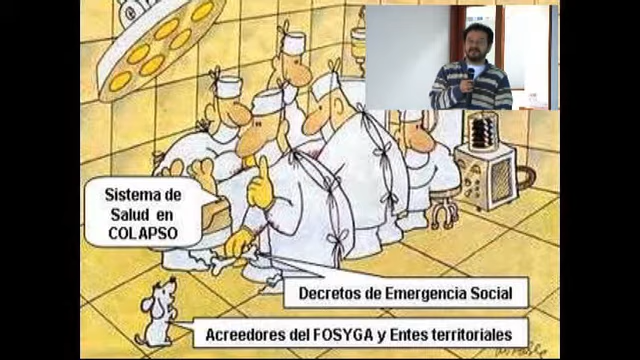 Sistema de
Salud en
COLAPSO
Decretos de Emergencia Social
Acreedores del FOSYGA y Entes territoriales